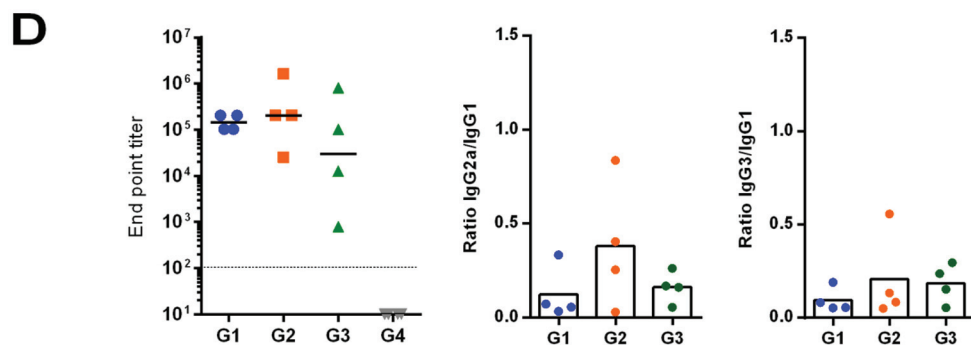 D
End point titer
10^7
10^6
10^5
10^4
10^3
10^2
10^1
G1 G2 G3 G4
Ratio IgG2a/IgG1
1.5
1.0
0.5
0.0
G1 G2 G3
Ratio IgG3/IgG1
1.5
1.0
0.5
0.0
G1 G2 G3